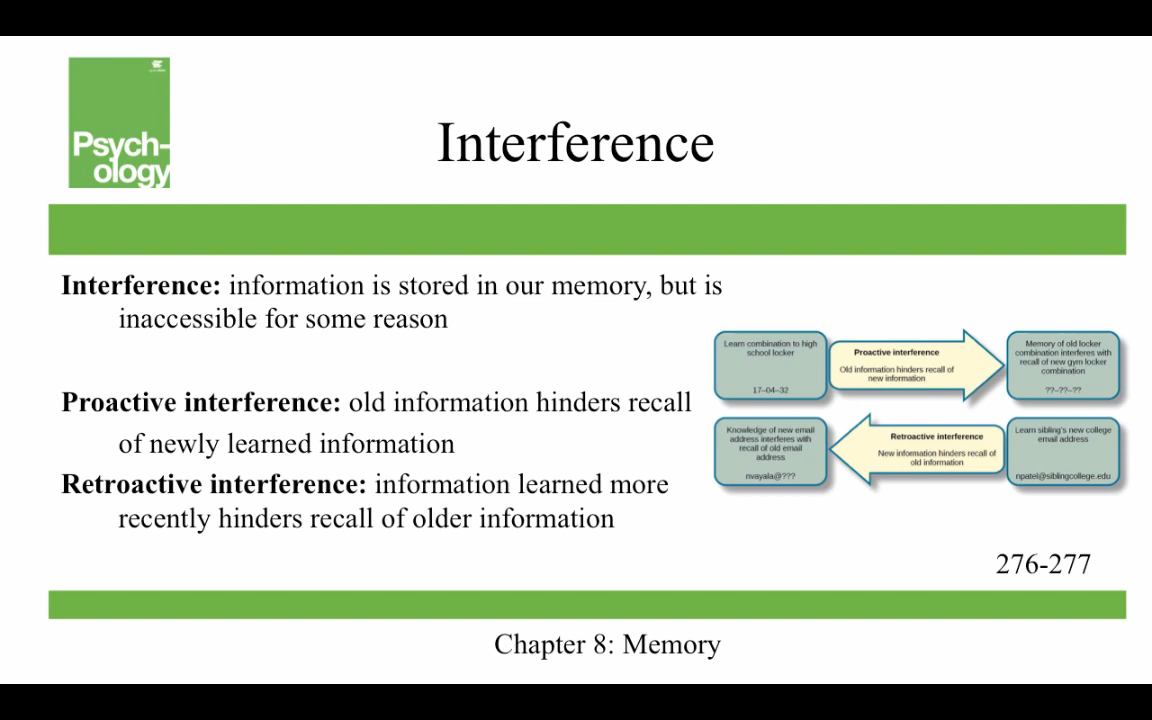 Psych-
ology
Interference
Interference: information is stored in our memory, but is
inaccessible for some reason
Proactive interference: old information hinders recall
of newly learned information
Retroactive interference: information learned more
recently hinders recall of older information
Learn combination to high
school locker
17–04–32
Proactive interference
Old information hinders recall of
new information
Memory of old locker
combination interferes with
recall of new gym locker
combination
??–??–??
Knowledge of new email
address interferes with
recall of old email
address
nvayala@???
Retroactive interference
New information hinders recall of
old information
Learn sibling's new college
email address
npatel@siblingcollege.edu
276-277
Chapter 8: Memory